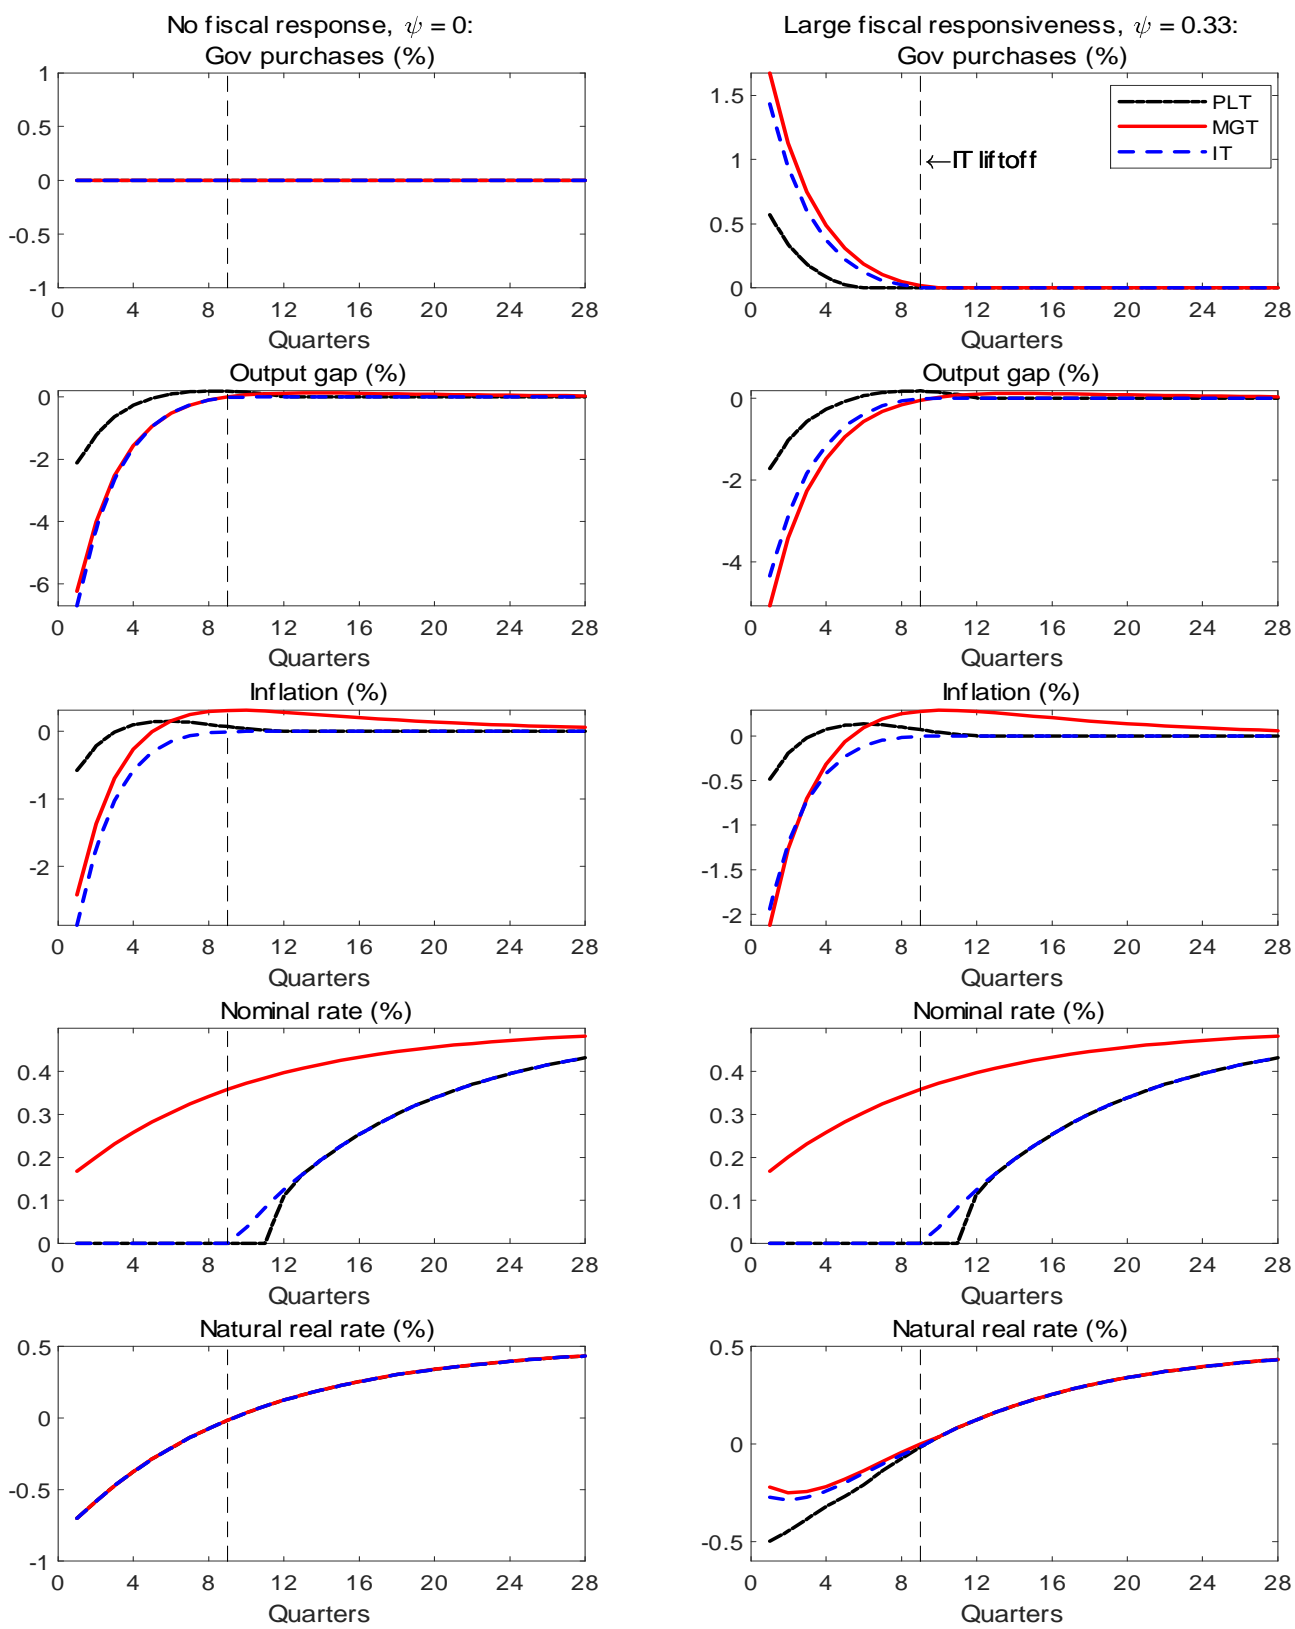 No fiscal response, ψ = 0:
Gov purchases (%)
1
0.5
0
-0.5
-1
0 4 8 12 16 20 24 28
Quarters
Large fiscal responsiveness, ψ = 0.33:
Gov purchases (%)
1.5
1
0.5
0
PLT
MGT
IT
←IT liftoff
0 4 8 12 16 20 24 28
Quarters
Output gap (%)
0
-2
-4
-6
0 4 8 12 16 20 24 28
Quarters
Output gap (%)
0
-2
-4
0 4 8 12 16 20 24 28
Quarters
Inflation (%)
0
-1
-2
0 4 8 12 16 20 24 28
Quarters
Inflation (%)
0
-0.5
-1
-1.5
-2
0 4 8 12 16 20 24 28
Quarters
Nominal rate (%)
0.4
0.3
0.2
0.1
0
0 4 8 12 16 20 24 28
Quarters
Nominal rate (%)
0.4
0.3
0.2
0.1
0
0 4 8 12 16 20 24 28
Quarters
Natural real rate (%)
0.5
0
-0.5
-1
0 4 8 12 16 20 24 28
Quarters
Natural real rate (%)
0.5
0
-0.5
0 4 8 12 16 20 24 28
Quarters